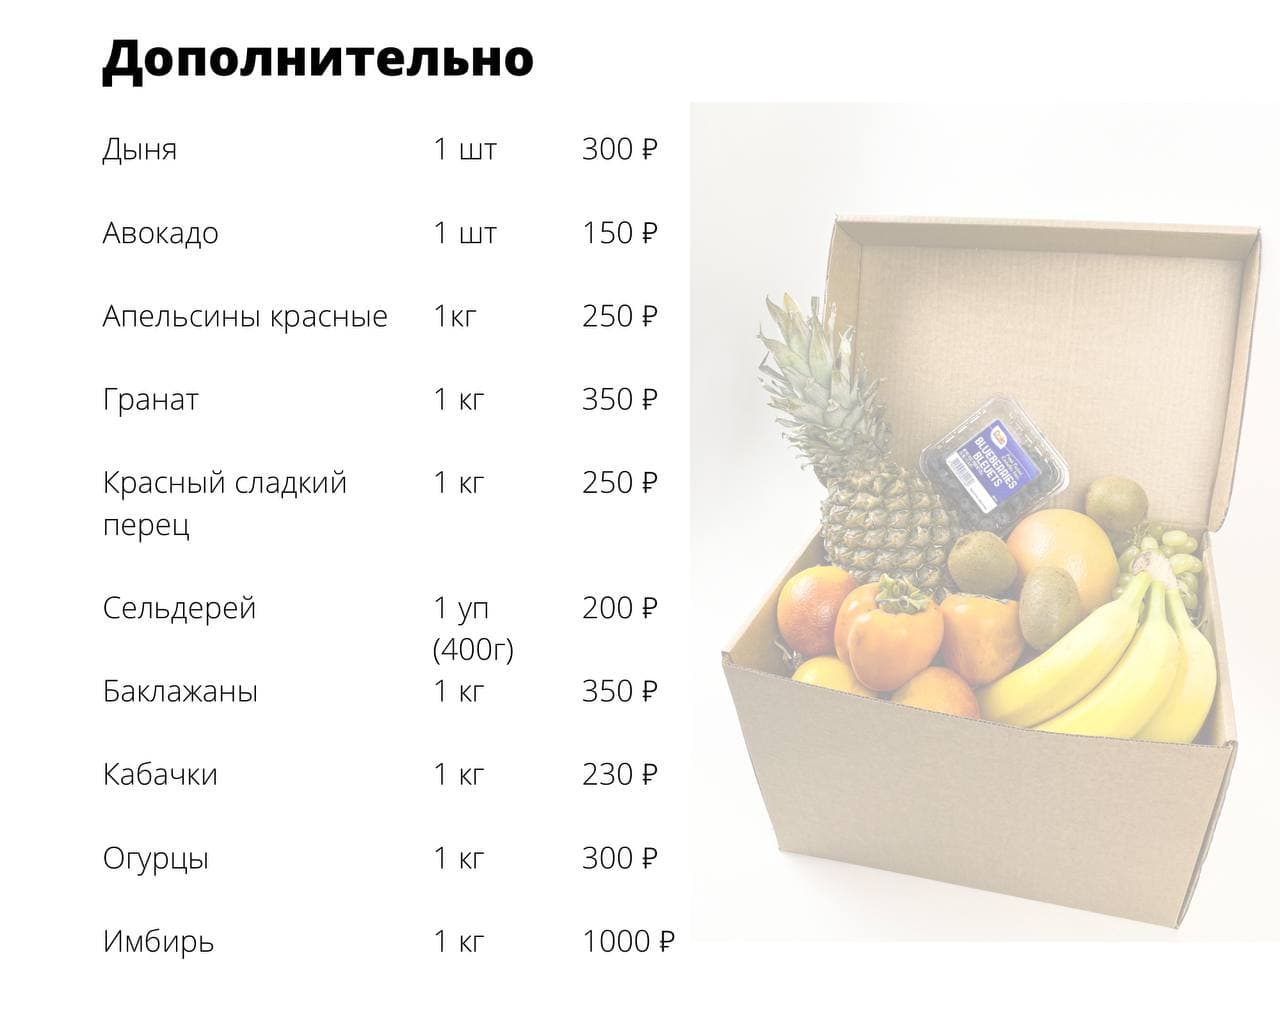 Дополнительно
Дыня 1 шт 300 ₽
Авокадо 1 шт 150 ₽
Апельсины красные 1кг 250 ₽
Гранат 1 кг 350 ₽
Красный сладкий 1 кг 250 ₽
перец
Сельдерей 1 уп 200 ₽
(400г)
Баклажаны 1 кг 350 ₽
Кабачки 1 кг 230 ₽
Огурцы 1 кг 300 ₽
Имбирь 1 кг 1000 ₽
BLUEBERRIES
BLEUETS